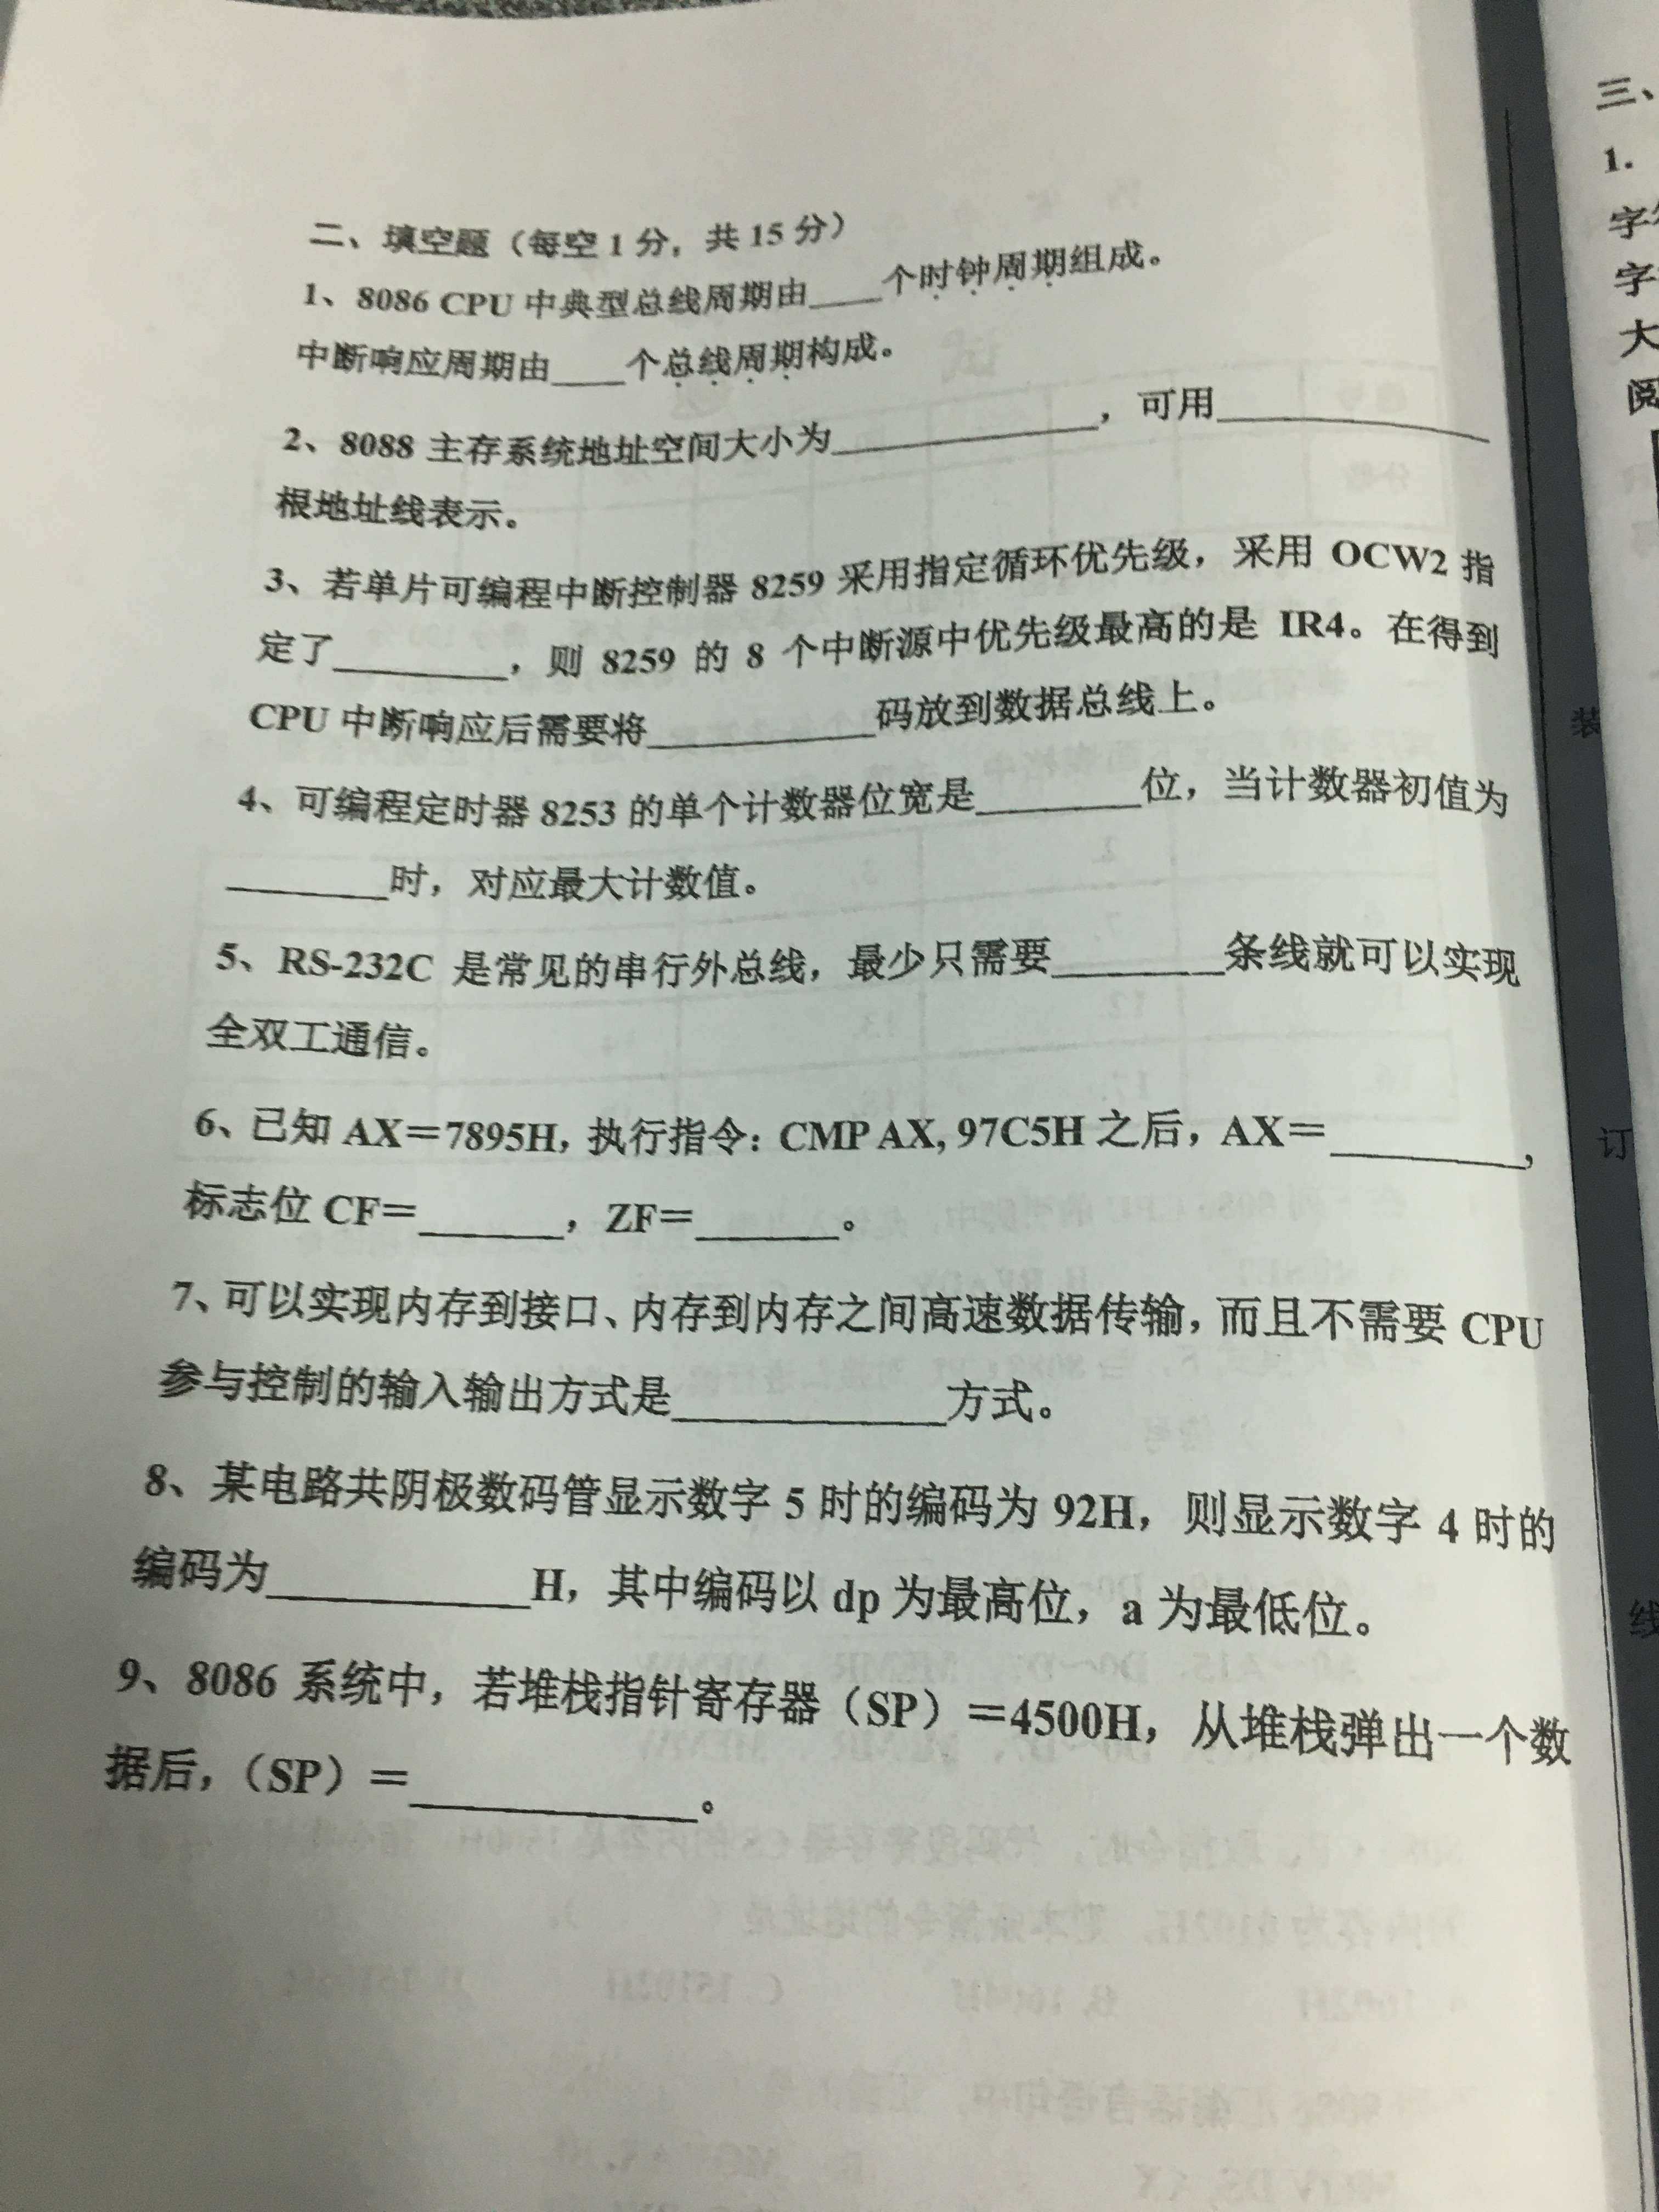 二、填空题（每空 1 分，共 15 分）
1、8086 CPU 中典型总线周期由____个时钟周期组成。
中断响应周期由____个总线周期构成。
2、8088 主存系统地址空间大小为____________，可用____________
根地址线表示。
3、若单片可编程中断控制器 8259 采用指定循环优先级，采用 OCW2 指
定了________，则 8259 的 8 个中断源中优先级最高的是 IR4。在得到
CPU 中断响应后需要将__________码放到数据总线上。
4、可编程定时器 8253 的单个计数器位宽是________位，当计数器初值为
________时，对应最大计数值。
5、RS-232C 是常见的串行外总线，最少只需要________条线就可以实现
全双工通信。
6、已知 AX＝7895H，执行指令：CMP AX, 97C5H 之后，AX＝_________，
标志位 CF＝______，ZF＝______。
7、可以实现内存到接口、内存到内存之间高速数据传输，而且不需要 CPU
参与控制的输入输出方式是____________方式。
8、某电路共阴极数码管显示数字 5 时的编码为 92H，则显示数字 4 时的
编码为___________H，其中编码以 dp 为最高位，a 为最低位。
9、8086 系统中，若堆栈指针寄存器（SP）＝4500H，从堆栈弹出一个数
据后，（SP）＝____________。
三、
1.
字
大
阅
装
订
线